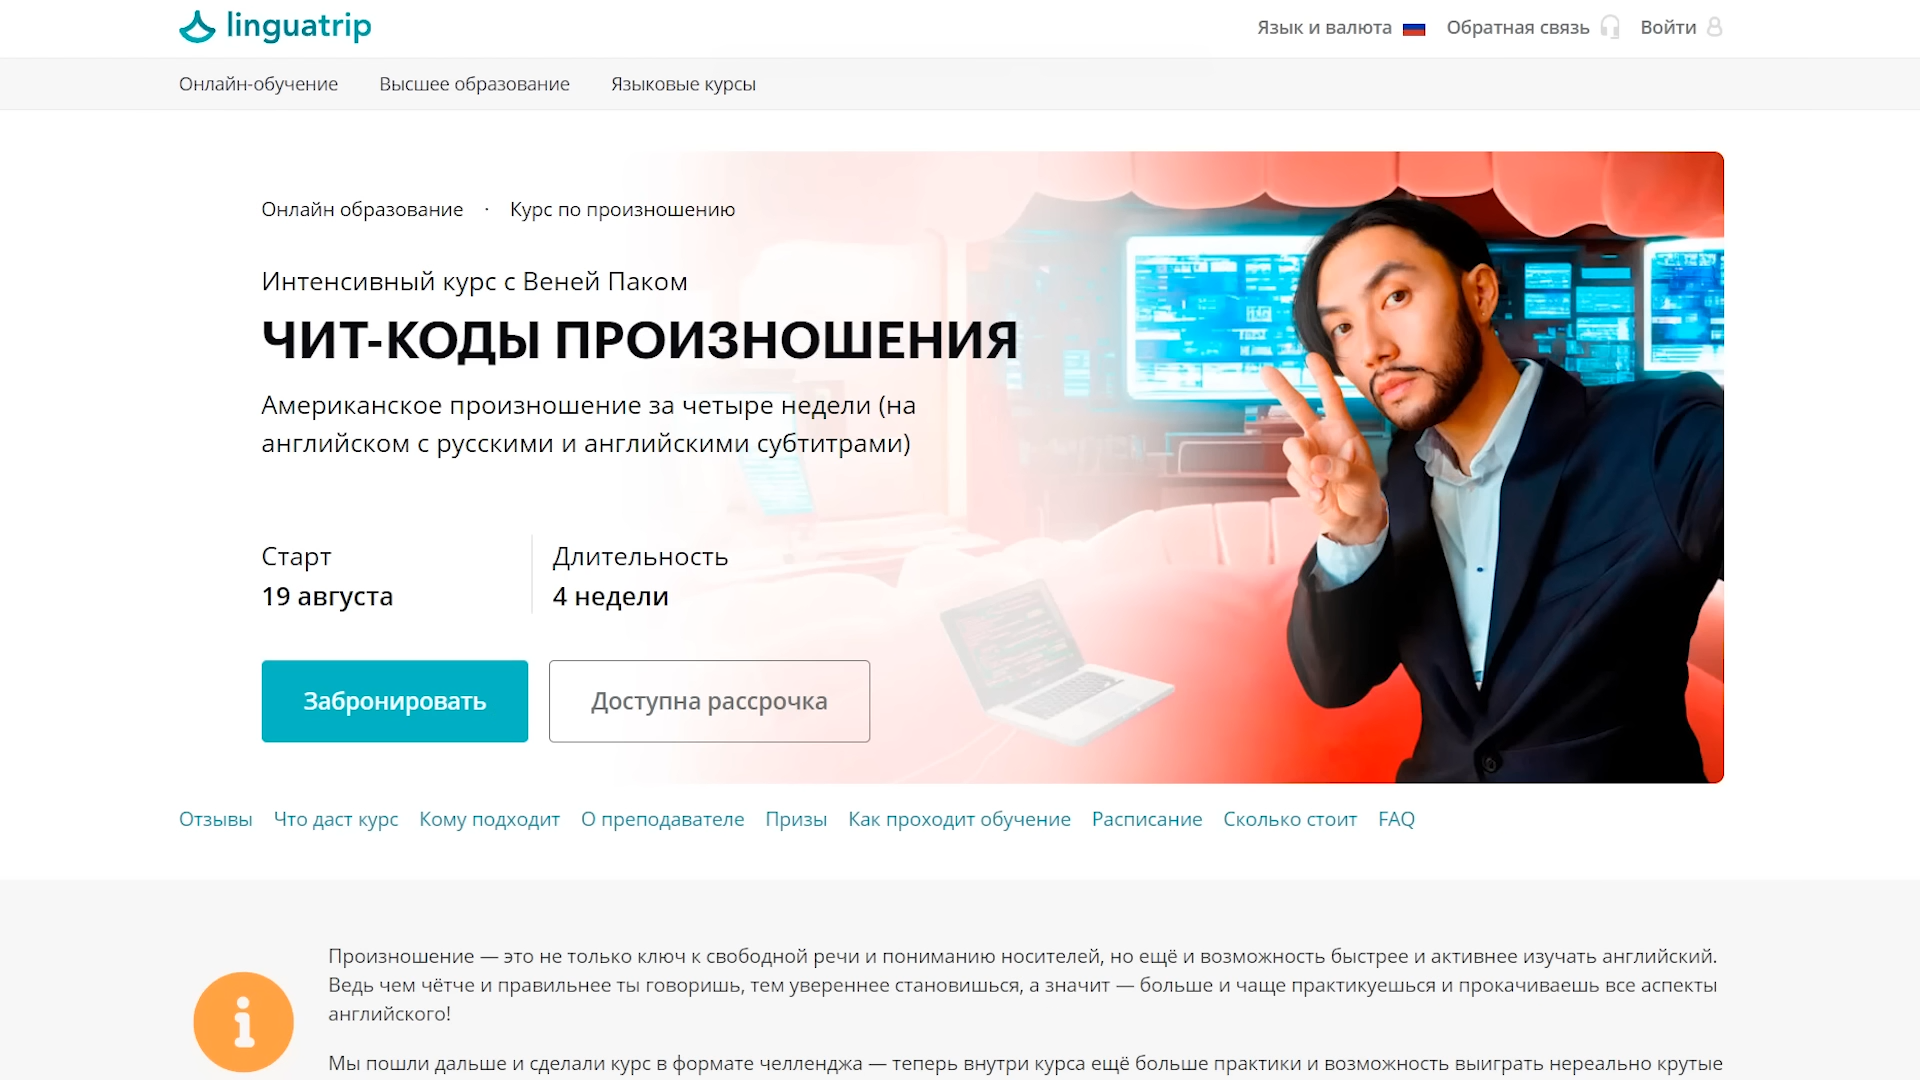 linguatrip
Язык и валюта
Обратная связь
Войти
Онлайн-обучение
Высшее образование
Языковые курсы
Онлайн образование · Курс по произношению
Интенсивный курс с Веней Паком
ЧИТ-КОДЫ ПРОИЗНОШЕНИЯ
Американское произношение за четыре недели (на
английском с русскими и английскими субтитрами)
Старт
19 августа
Длительность
4 недели
Забронировать
Доступна рассрочка
Отзывы
Что даст курс
Кому подходит
О преподавателе
Призы
Как проходит обучение
Расписание
Сколько стоит
FAQ
Произношение — это не только ключ к свободной речи и пониманию носителей, но ещё и возможность быстрее и активнее изучать английский.
Ведь чем чётче и правильнее ты говоришь, тем увереннее становишься, а значит — больше и чаще практикуешься и прокачиваешь все аспекты
английского!
Мы пошли дальше и сделали курс в формате челленджа — теперь внутри курса ещё больше практики и возможность выиграть нереально крутые